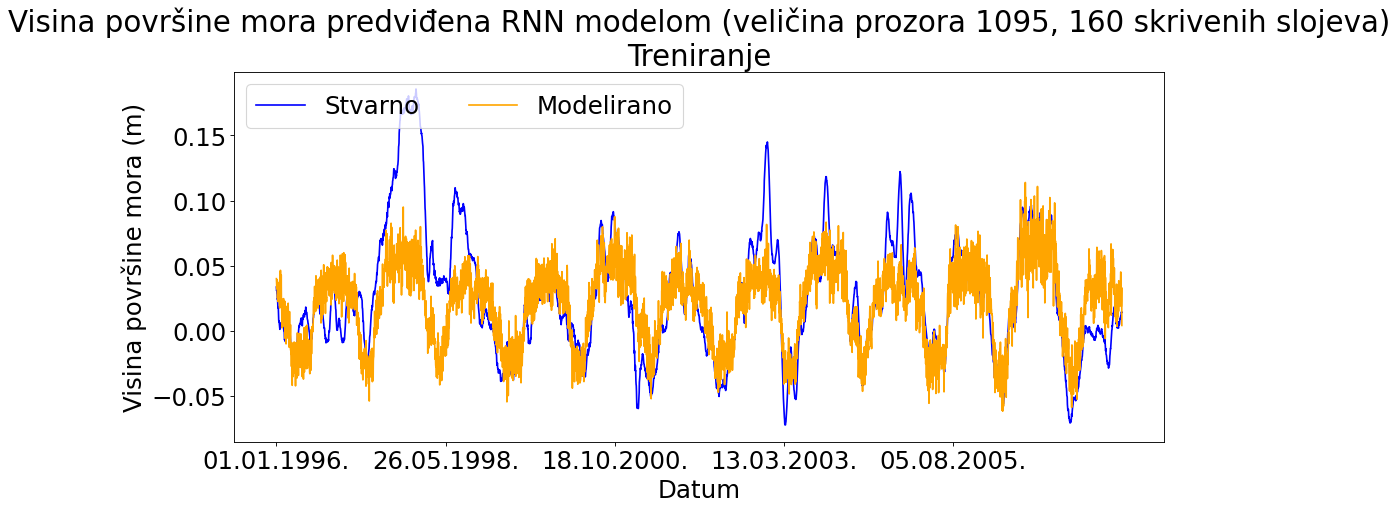 Visina površine mora predviđena RNN modelom (veličina prozora 1095, 160 skrivenih slojeva)
Treniranje
Stvarno Modelirano
Visina površine mora (m)
0.15
0.10
0.05
0.00
−0.05
01.01.1996. 26.05.1998. 18.10.2000. 13.03.2003. 05.08.2005.
Datum